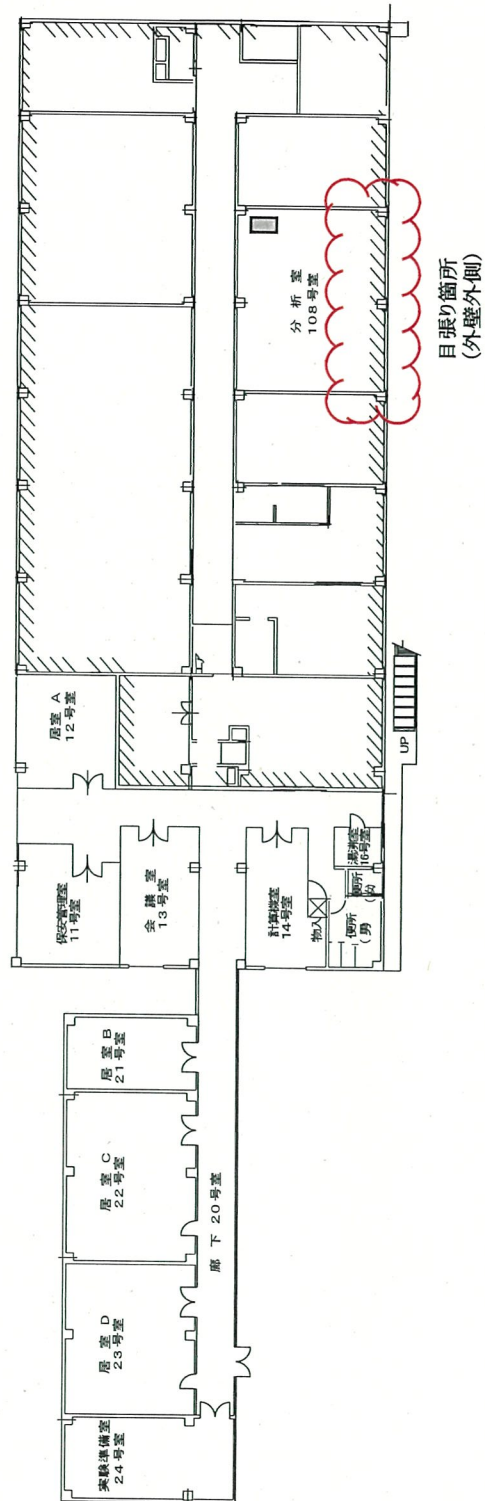 分析室
108号室
目張り箇所
(外壁外側)
居室 A
12号室
UP
保安管理室
11号室
会議室
13号室
計算機室
14号室
湯沸室
16号室
物入
便所
(女)
便所
(男)
居室 B
21号室
居室 C
22号室
廊下 20号室
居室 D
23号室
実験準備室
24号室